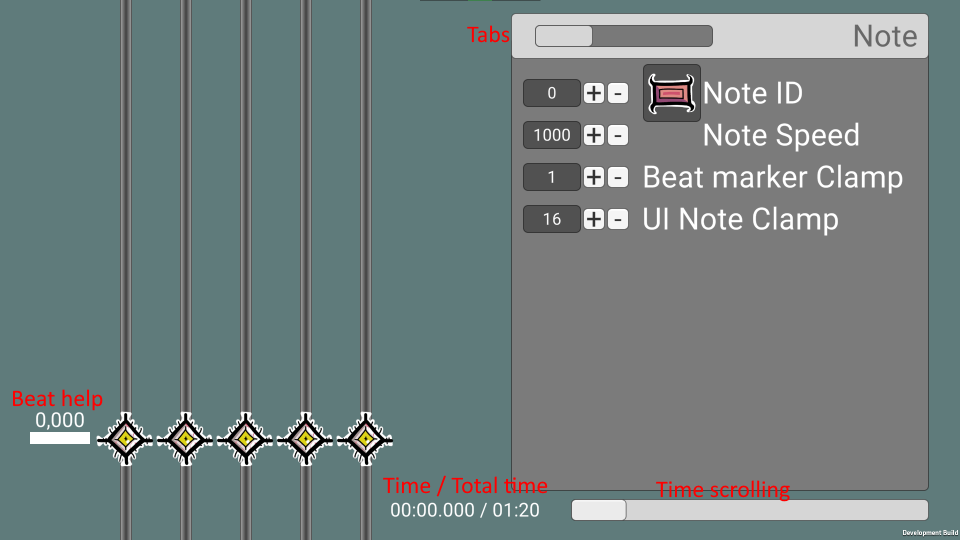 Tabs
Note
0 + - Note ID
1000 + - Note Speed
1 + - Beat marker Clamp
16 + - UI Note Clamp
Beat help
0,000
Time / Total time
00:00.000 / 01:20
Time scrolling
Development Build